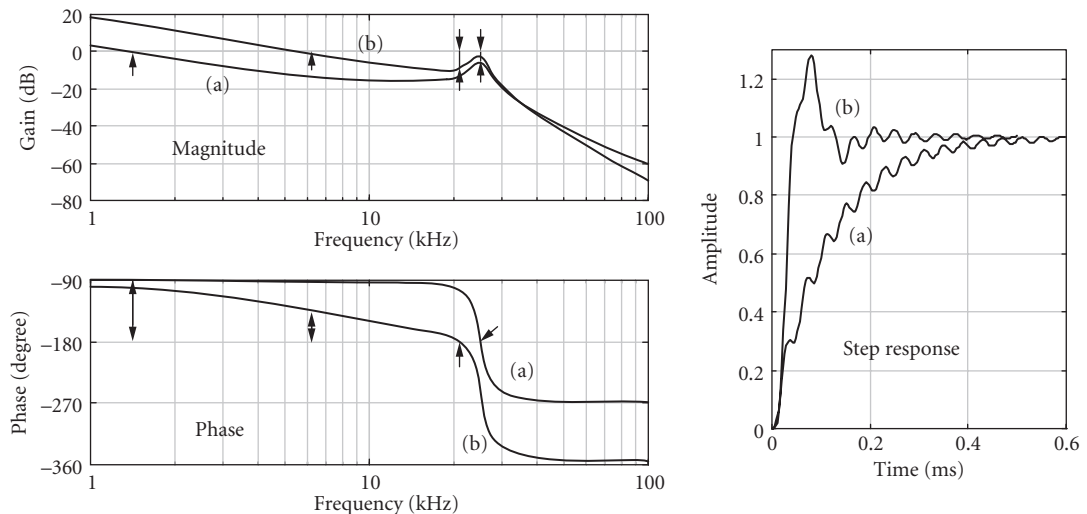 20
0
−20
−40
−60
−80
Gain (dB)
(b)
(a)
Magnitude
1
10
100
Frequency (kHz)
−90
−180
−270
−360
Phase (degree)
(a)
(b)
Phase
1
10
100
Frequency (kHz)
1.2
1
0.8
0.6
0.4
0.2
0
Amplitude
(b)
(a)
Step response
0
0.2
0.4
0.6
Time (ms)